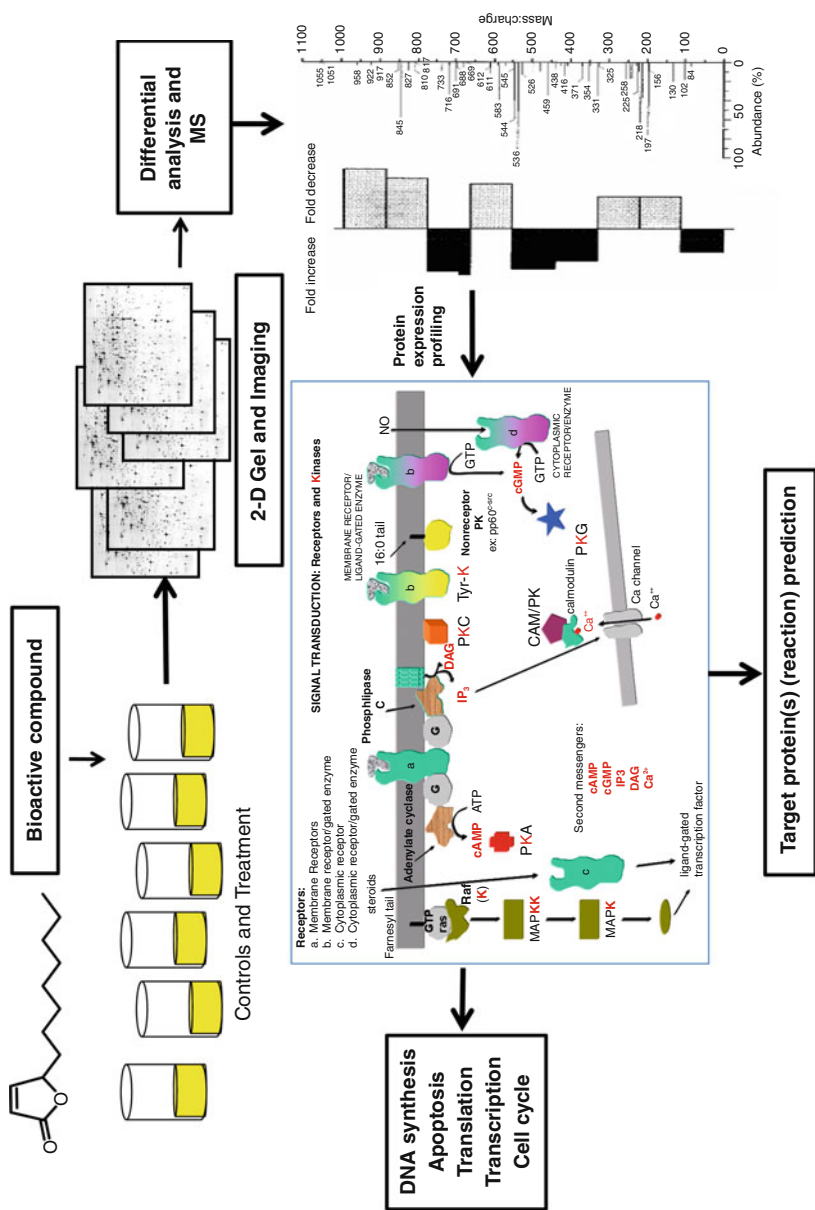 Bioactive compound
O
O
Controls and Treatment
2-D Gel and Imaging
Differential
analysis and
MS
Fold increase
Fold decrease
Mass:charge
1100
1000
900
800
700
600
500
400
300
200
100
0
1055
1051
958
922
917
852
845
827
810
817
733
716
691
688
669
612
611
583
545
544
536
526
459
438
416
371
354
331
325
258
225
218
197
156
130
102
84
0
50
100
Abundance (%)
Protein
expression
profiling
Receptors:
a. Membrane Receptors
b. Membrane receptor/gated enzyme
c. Cytoplasmic receptor
d. Cytoplasmic receptor/gated enzyme
SIGNAL TRANSDUCTION: Receptors and Kinases
steroids
Farnesyl tail
GTP
ras
Raf
(K)
MAPKK
MAPK
Adenylate cyclase
ATP
cAMP
PKA
c
ligand-gated
transcription factor
G
a
G
Phosphlipase
C
DAG
IP3
PKC
b
Tyr-K
16:0 tail
Nonreceptor
PK
ex: pp60c-src
MEMBRANE RECEPTOR/
LIGAND-GATED ENZYME
b
GTP
cGMP
NO
d
GTP
CYTOPLASMIC
RECEPTOR/ENZYME
PKG
CAM/PK
calmodulin
Ca++
Ca channel
Ca++
Second messengers:
cAMP
cGMP
IP3
DAG
Ca2+
DNA synthesis
Apoptosis
Translation
Transcription
Cell cycle
Target protein(s) (reaction) prediction